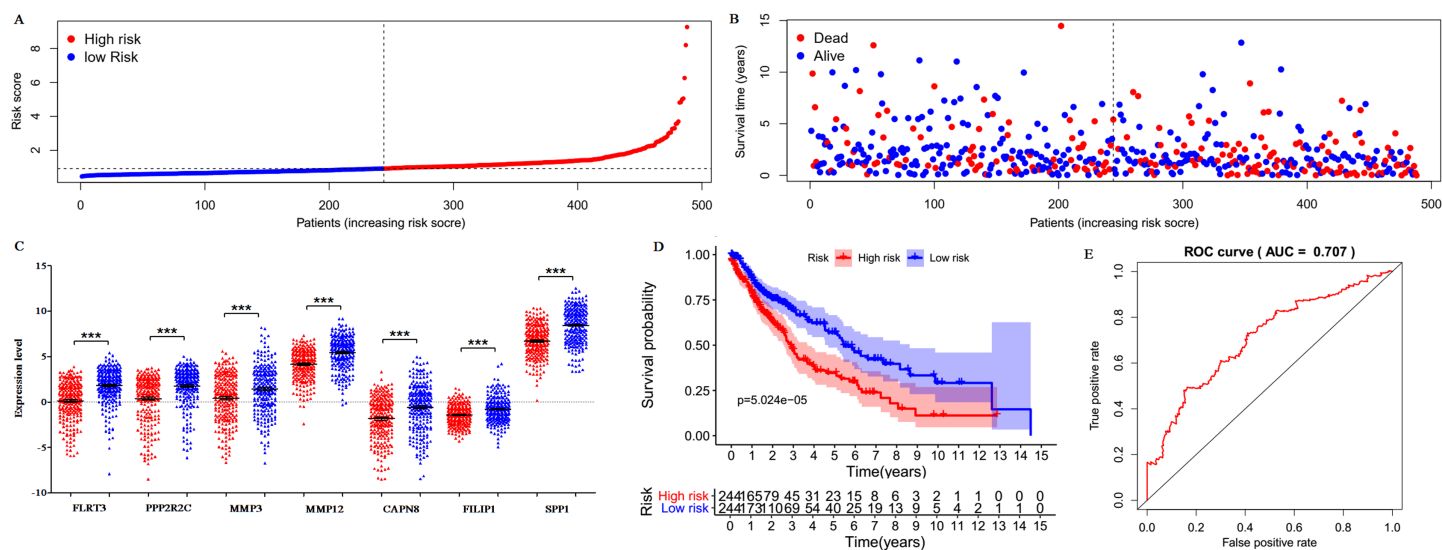 A
High risk
low Risk
Risk score
8
6
4
2
0 100 200 300 400 500
Patients (increasing risk socre)
B
Dead
Alive
Survival time (years)
15
10
5
0
0 100 200 300 400 500
Patients (increasing risk socre)
C
Expression level
15
10
5
0
-5
-10
*** *** *** *** *** *** ***
FLRT3 PPP2R2C MMP3 MMP12 CAPN8 FILIP1 SPP1
D
Risk High risk Low risk
Survival probability
1.00
0.75
0.50
0.25
0.00
p=5.024e−05
0 1 2 3 4 5 6 7 8 9 10 11 12 13 14 15
Time(years)
Risk
High risk 244 165 79 45 31 23 15 8 6 3 2 1 1 0 0 0
Low risk 244 173 110 69 54 40 25 19 13 9 5 4 2 1 1 0
0 1 2 3 4 5 6 7 8 9 10 11 12 13 14 15
Time(years)
E
ROC curve ( AUC = 0.707 )
True positive rate
1.0
0.8
0.6
0.4
0.2
0.0
0.0 0.2 0.4 0.6 0.8 1.0
False positive rate